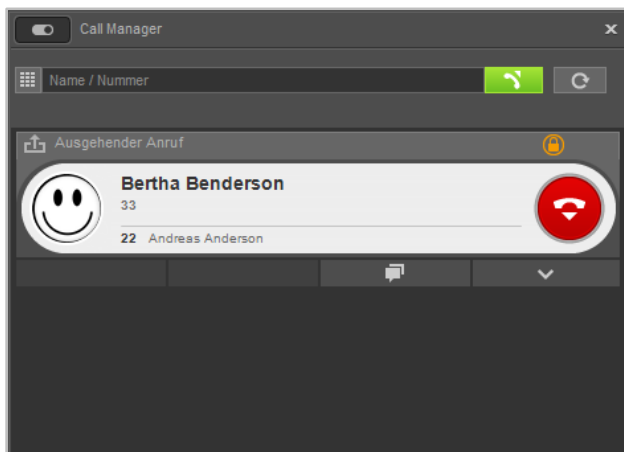 Call Manager
Name / Nummer
Ausgehender Anruf
Bertha Benderson
33
22 Andreas Anderson